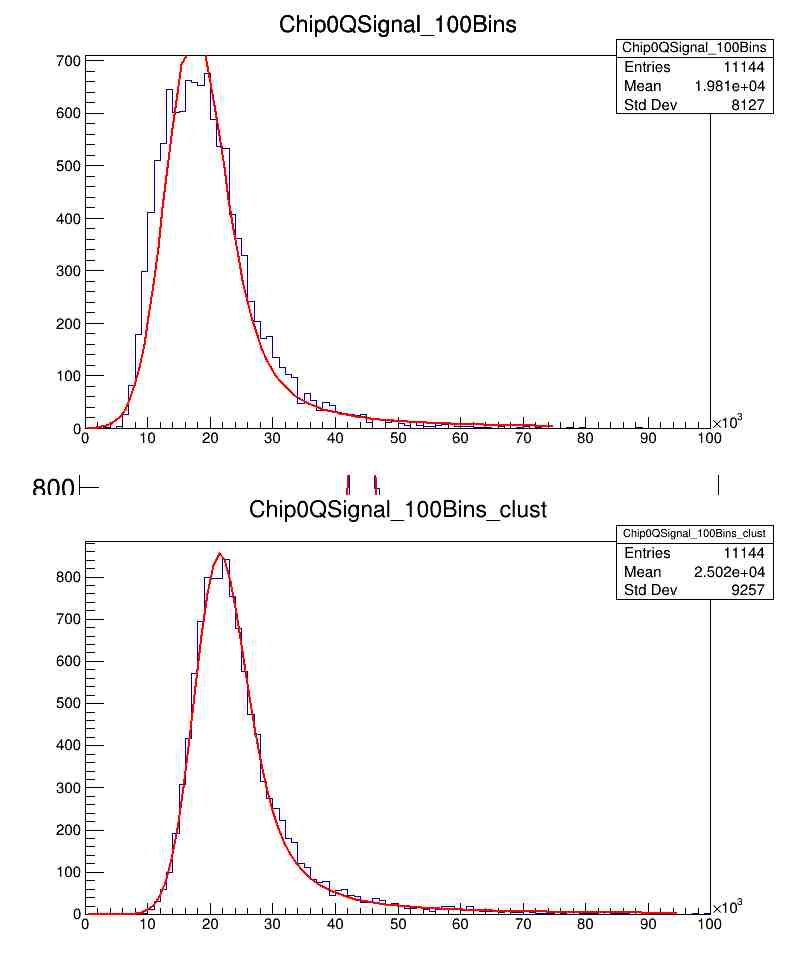 Chip0QSignal_100Bins
Chip0QSignal_100Bins
Entries 11144
Mean 1.981e+04
Std Dev 8127
700
600
500
400
300
200
100
0
0 10 20 30 40 50 60 70 80 90 100
×10³
800
Chip0QSignal_100Bins_clust
Chip0QSignal_100Bins_clust
Entries 11144
Mean 2.502e+04
Std Dev 9257
800
700
600
500
400
300
200
100
0
0 10 20 30 40 50 60 70 80 90 100
×10³